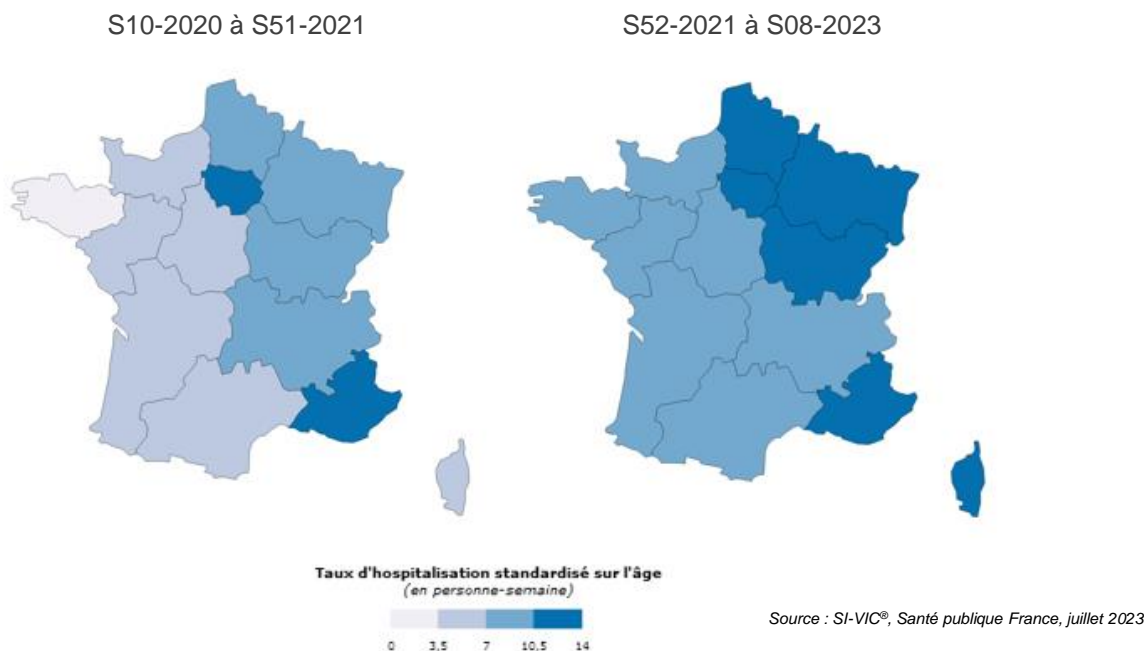 S10-2020 à S51-2021
S52-2021 à S08-2023
Taux d'hospitalisation standardisé sur l'âge
(en personne-semaine)
0 3,5 7 10,5 14
Source : SI-VIC®, Santé publique France, juillet 2023